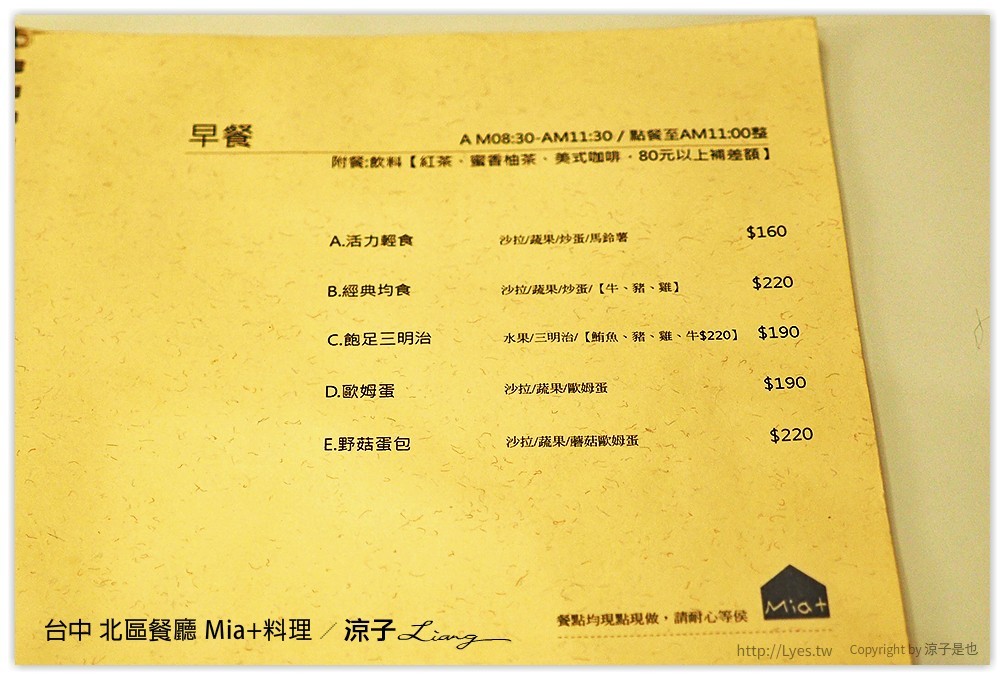 早餐
A M08:30-AM11:30 / 點餐至AM11:00整
附餐:飲料【紅茶、蜜香柚茶、美式咖啡，80元以上補差額】
A.活力輕食 沙拉/蔬果/炒蛋/馬鈴薯 $160
B.經典均食 沙拉/蔬果/炒蛋/【牛、豬、雞】 $220
C.飽足三明治 水果/三明治/【鮪魚、豬、雞、牛$220】 $190
D.歐姆蛋 沙拉/蔬果/歐姆蛋 $190
E.野菇蛋包 沙拉/蔬果/蘑菇歐姆蛋 $220
Mia+
餐點均現點現做，請耐心等侯
台中 北區餐廳 Mia+料理 / 涼子 Liang
http://Lyes.tw Copyright by 涼子是也